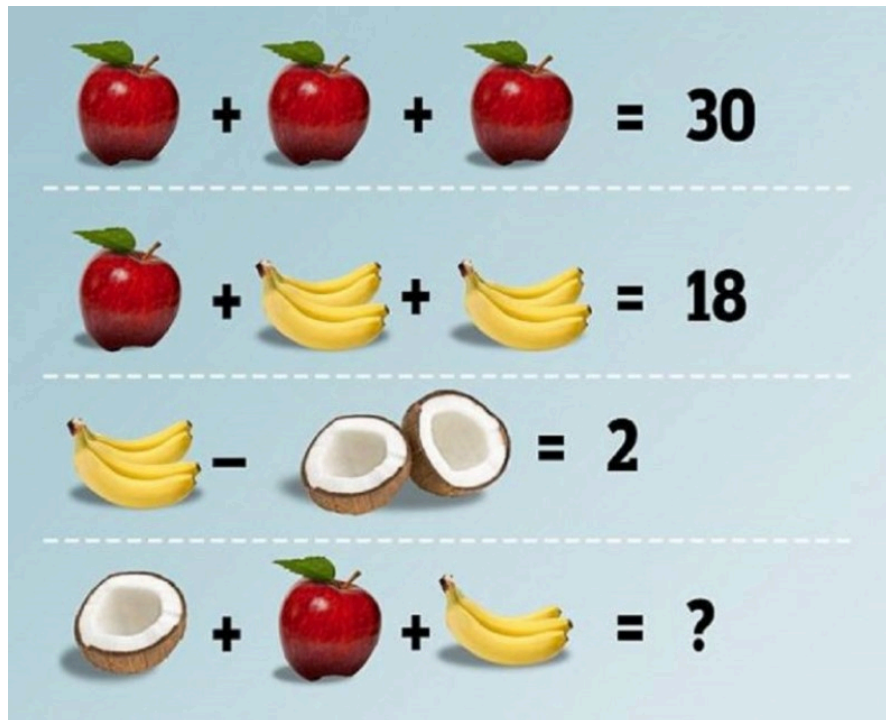 + + = 30
+ + = 18
− = 2
+ + = ?